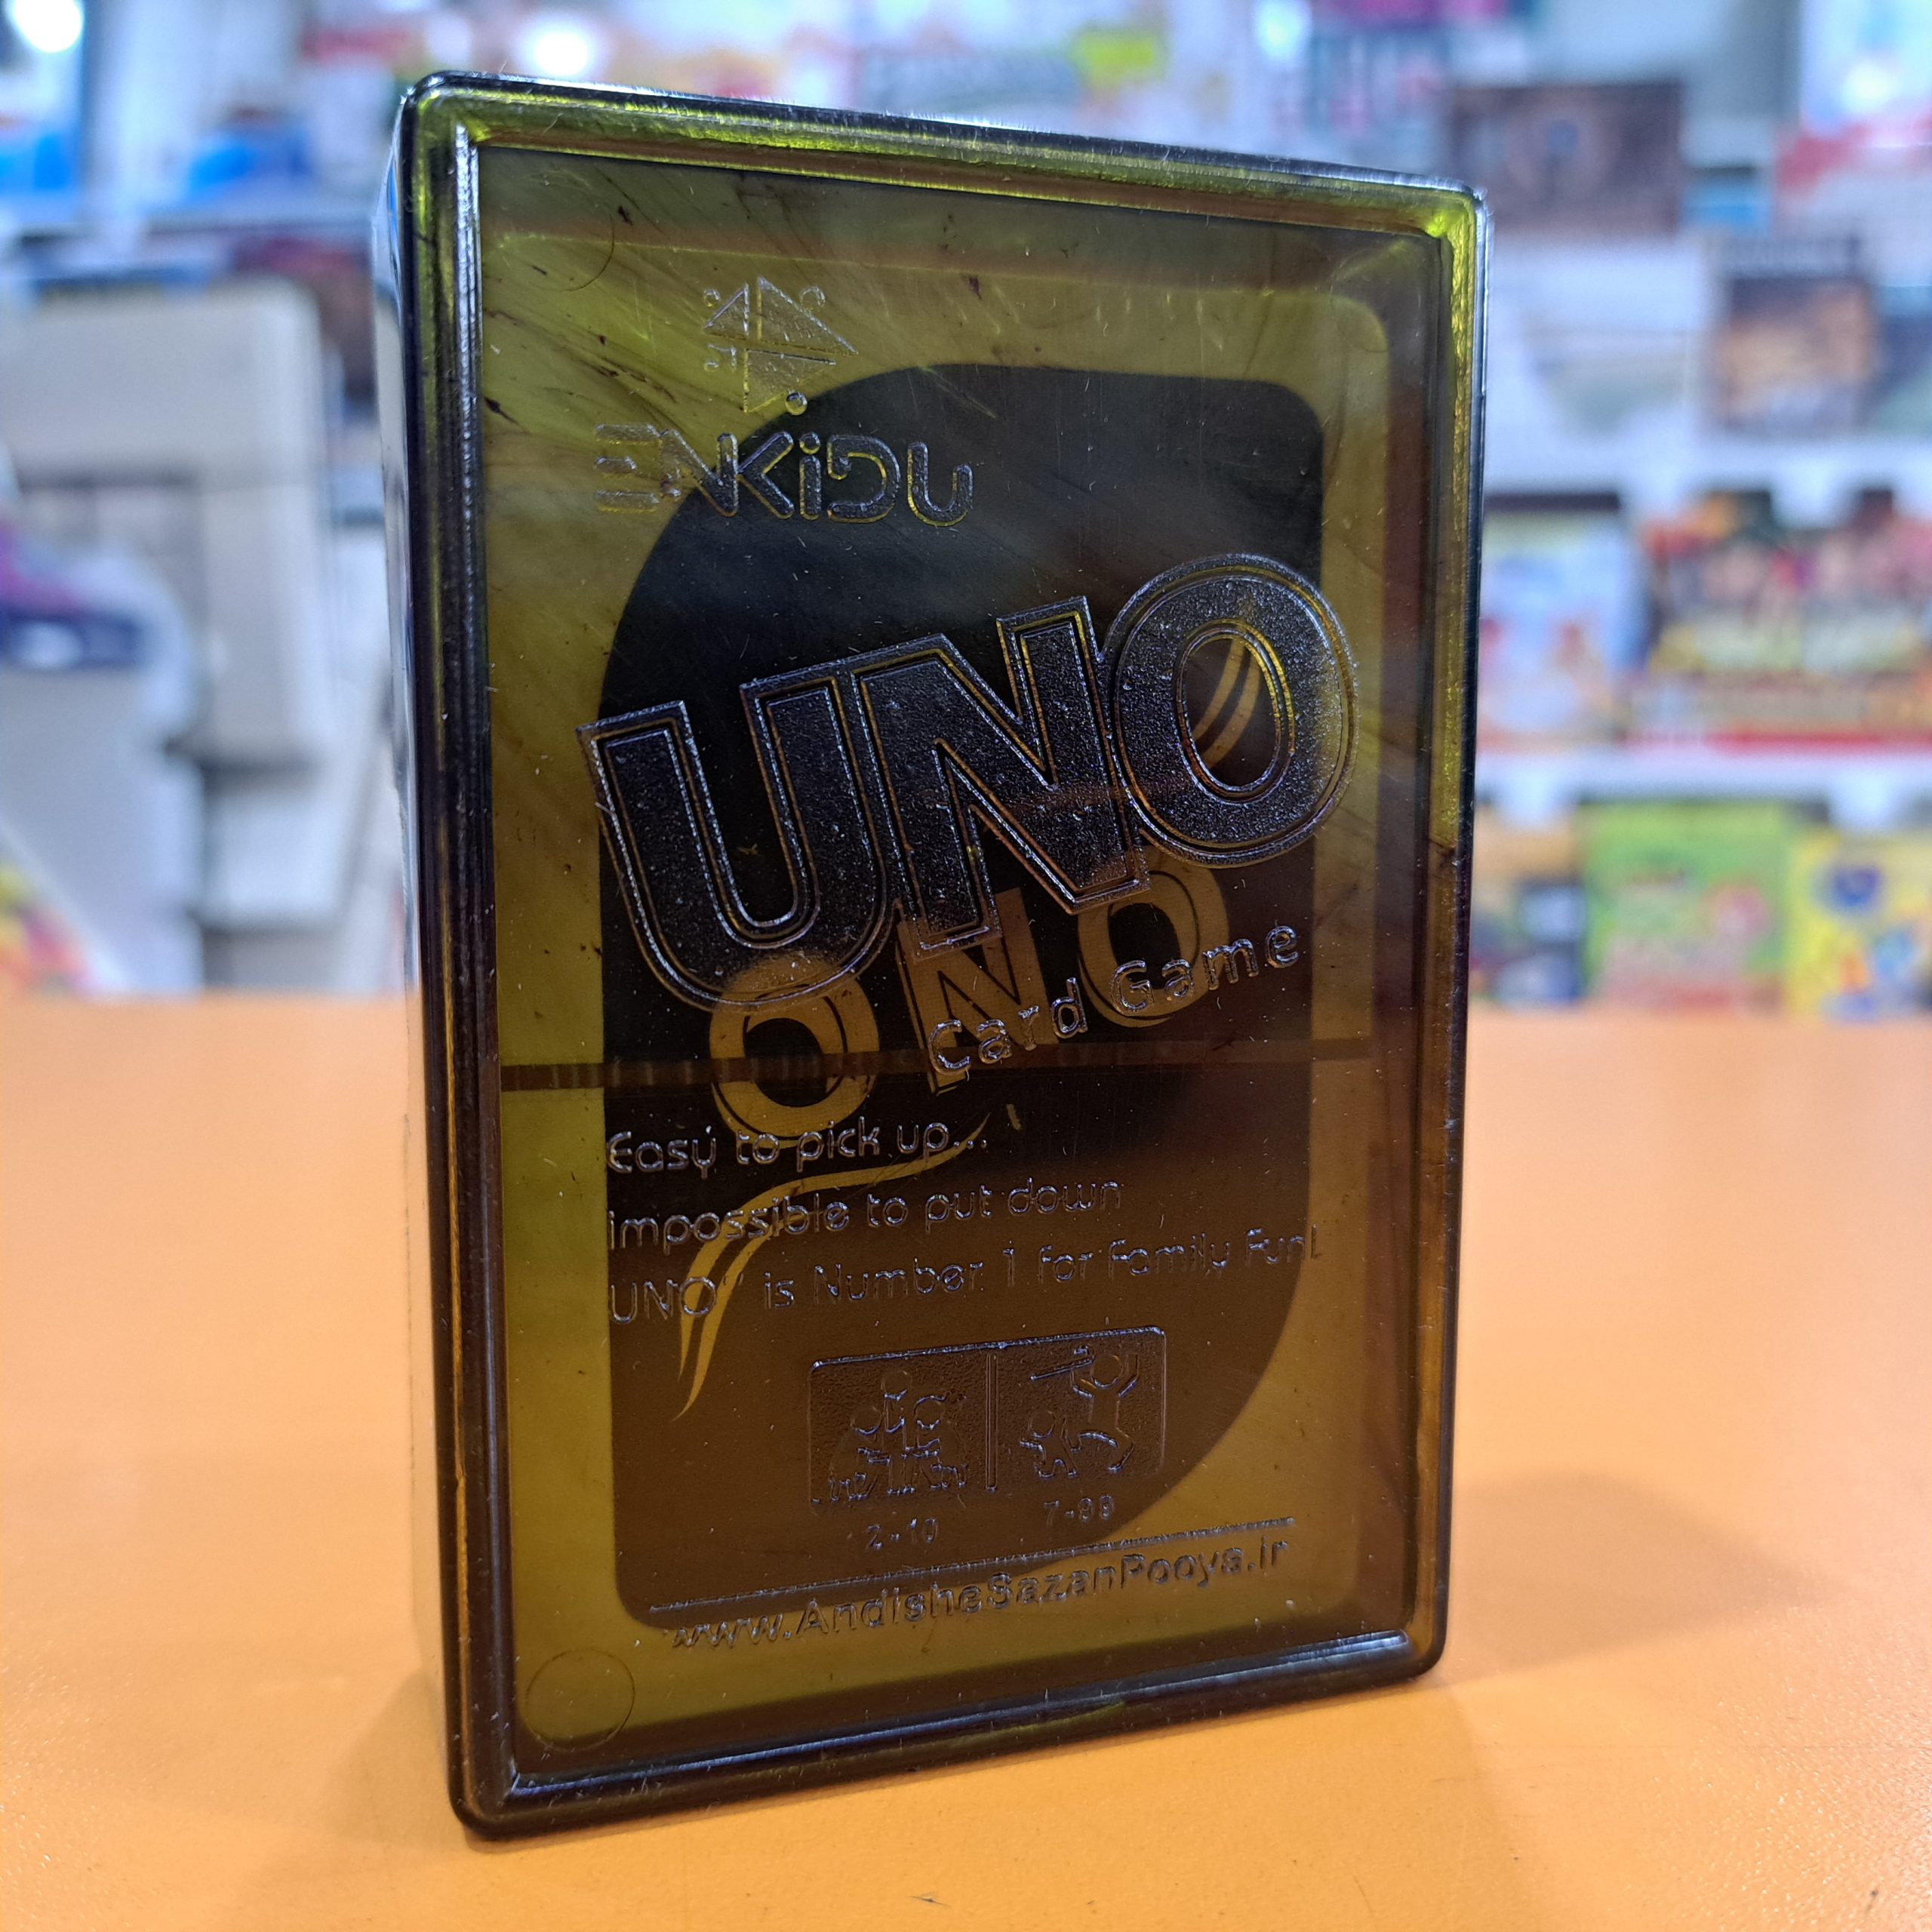 ENKiDU
UNO
ONO
Card Game
Easy to pick up...
impossible to put down
UNO is Number 1 for Family Fun!
2-10
7-99
www.AndisheSazanPooya.ir